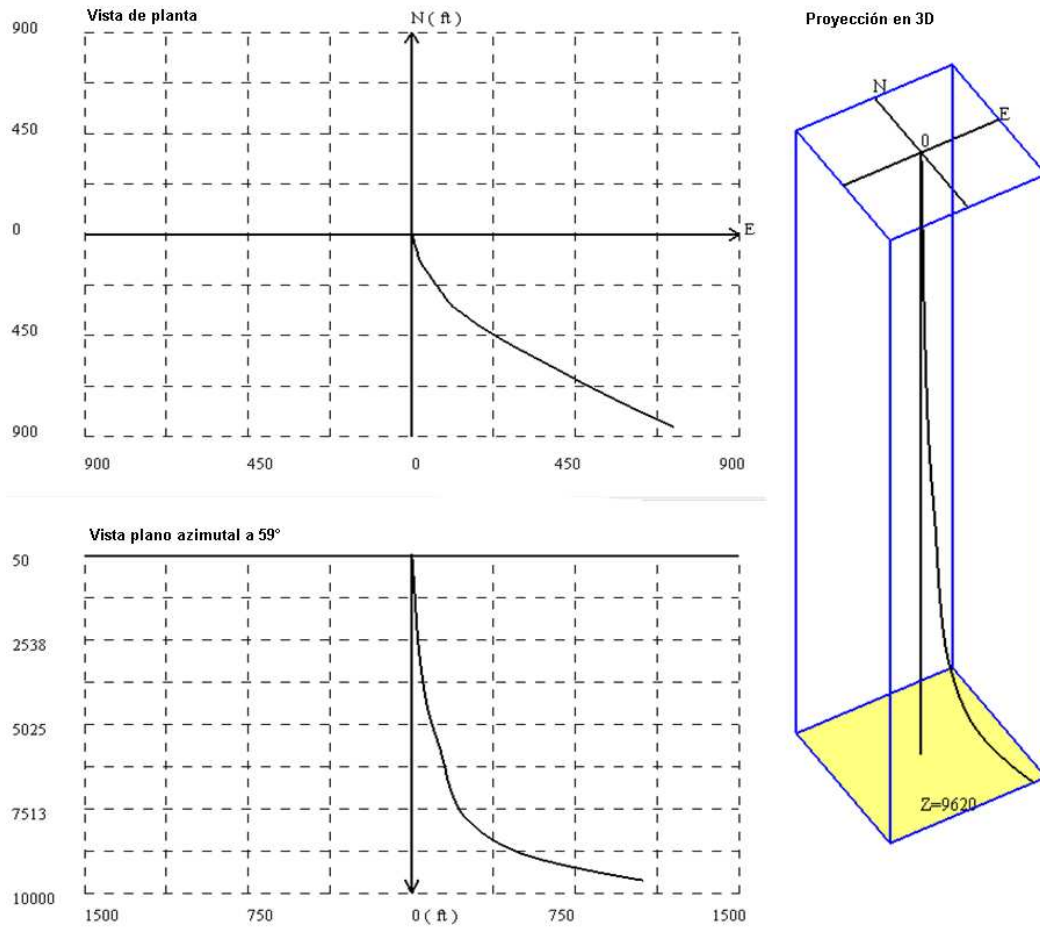 Vista de planta
N ( ft )
900
450
0
E
450
900
900
450
0
450
900
Vista plano azimutal a 59°
50
2538
5025
7513
10000
1500
750
0 ( ft )
750
1500
Proyección en 3D
N
E
0
Z=9620